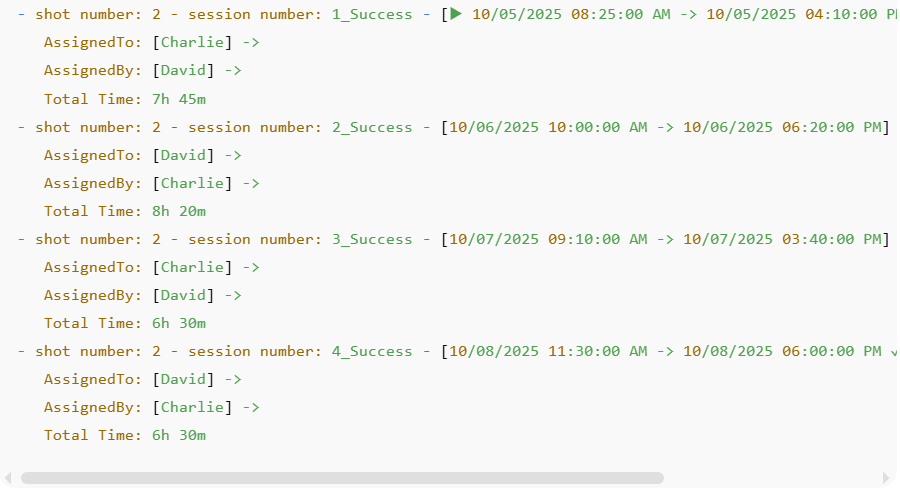 - shot number: 2 - session number: 1_Success - [▶ 10/05/2025 08:25:00 AM -> 10/05/2025 04:10:00 P
AssignedTo: [Charlie] ->
AssignedBy: [David] ->
Total Time: 7h 45m
- shot number: 2 - session number: 2_Success - [10/06/2025 10:00:00 AM -> 10/06/2025 06:20:00 PM]
AssignedTo: [David] ->
AssignedBy: [Charlie] ->
Total Time: 8h 20m
- shot number: 2 - session number: 3_Success - [10/07/2025 09:10:00 AM -> 10/07/2025 03:40:00 PM]
AssignedTo: [Charlie] ->
AssignedBy: [David] ->
Total Time: 6h 30m
- shot number: 2 - session number: 4_Success - [10/08/2025 11:30:00 AM -> 10/08/2025 06:00:00 PM ✓
AssignedTo: [David] ->
AssignedBy: [Charlie] ->
Total Time: 6h 30m